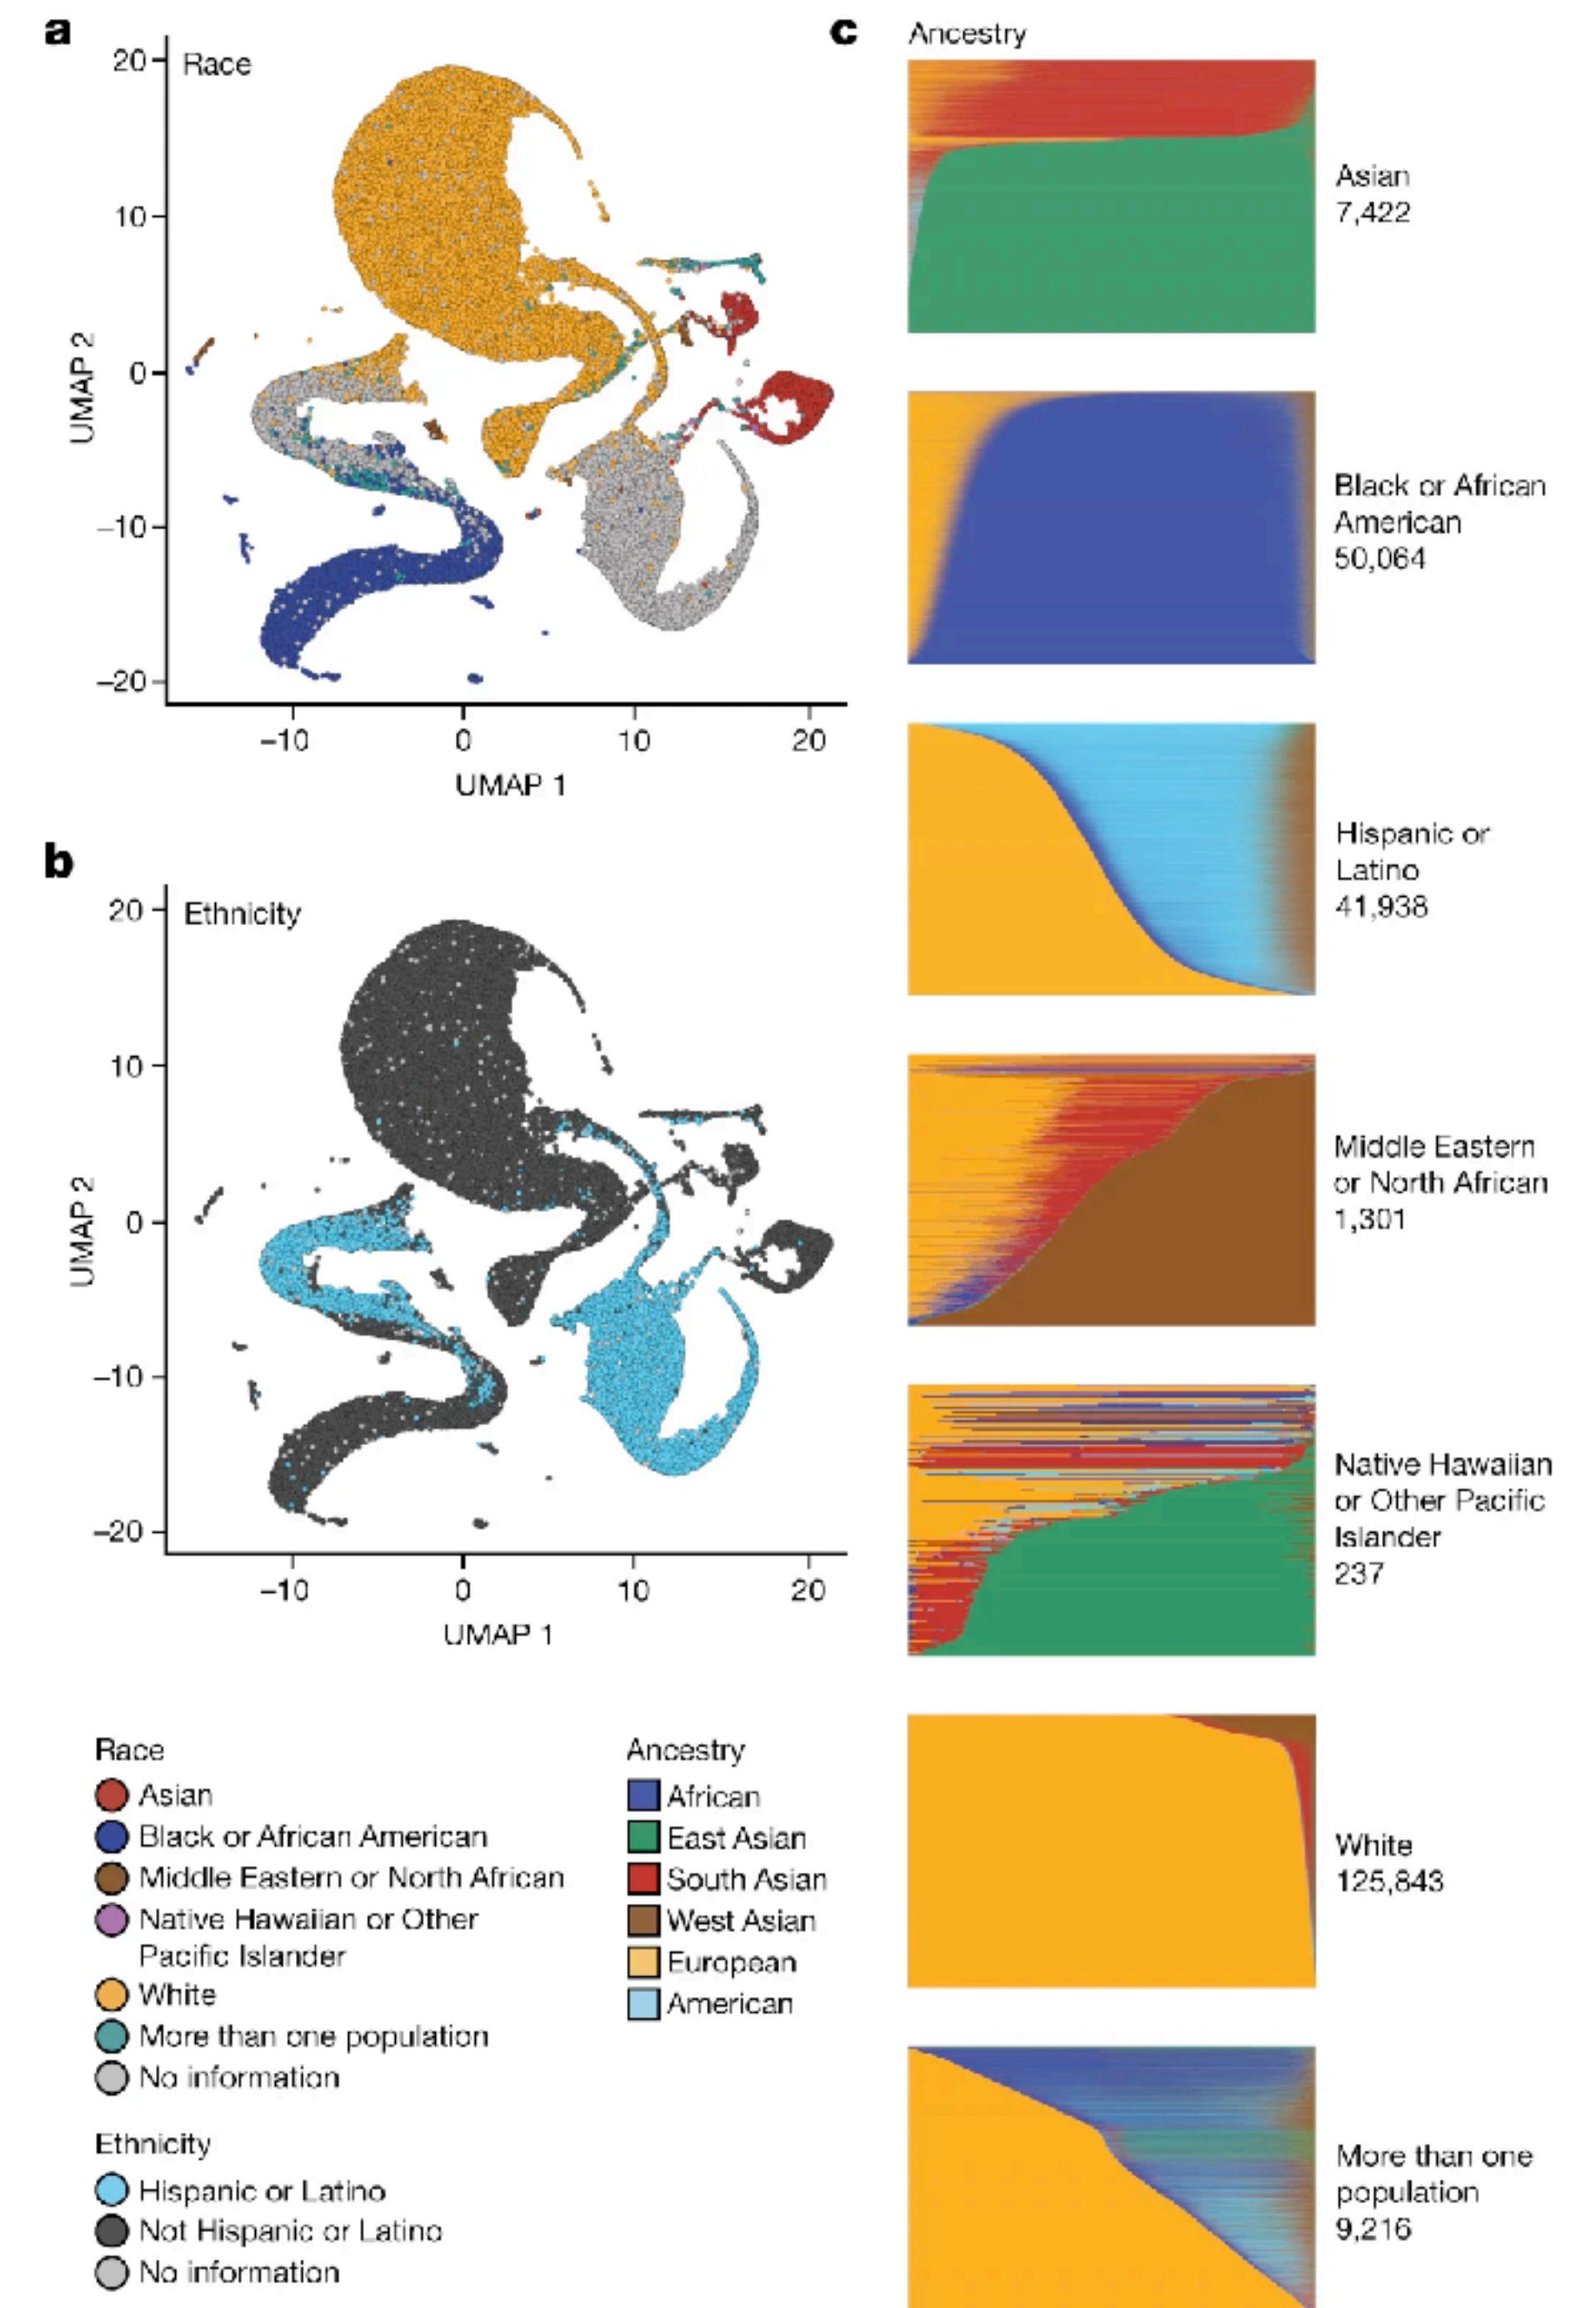 a
Race
20
10
0
−10
−20
UMAP 2
−10 0 10 20
UMAP 1
b
Ethnicity
20
10
0
−10
−20
UMAP 2
−10 0 10 20
UMAP 1
Race
Asian
Black or African American
Middle Eastern or North African
Native Hawaiian or Other
Pacific Islander
White
More than one population
No information
Ethnicity
Hispanic or Latino
Not Hispanic or Latino
No information
Ancestry
African
East Asian
South Asian
West Asian
European
American
c
Ancestry
Asian
7,422
Black or African
American
50,064
Hispanic or
Latino
41,938
Middle Eastern
or North African
1,301
Native Hawaiian
or Other Pacific
Islander
237
White
125,843
More than one
population
9,216